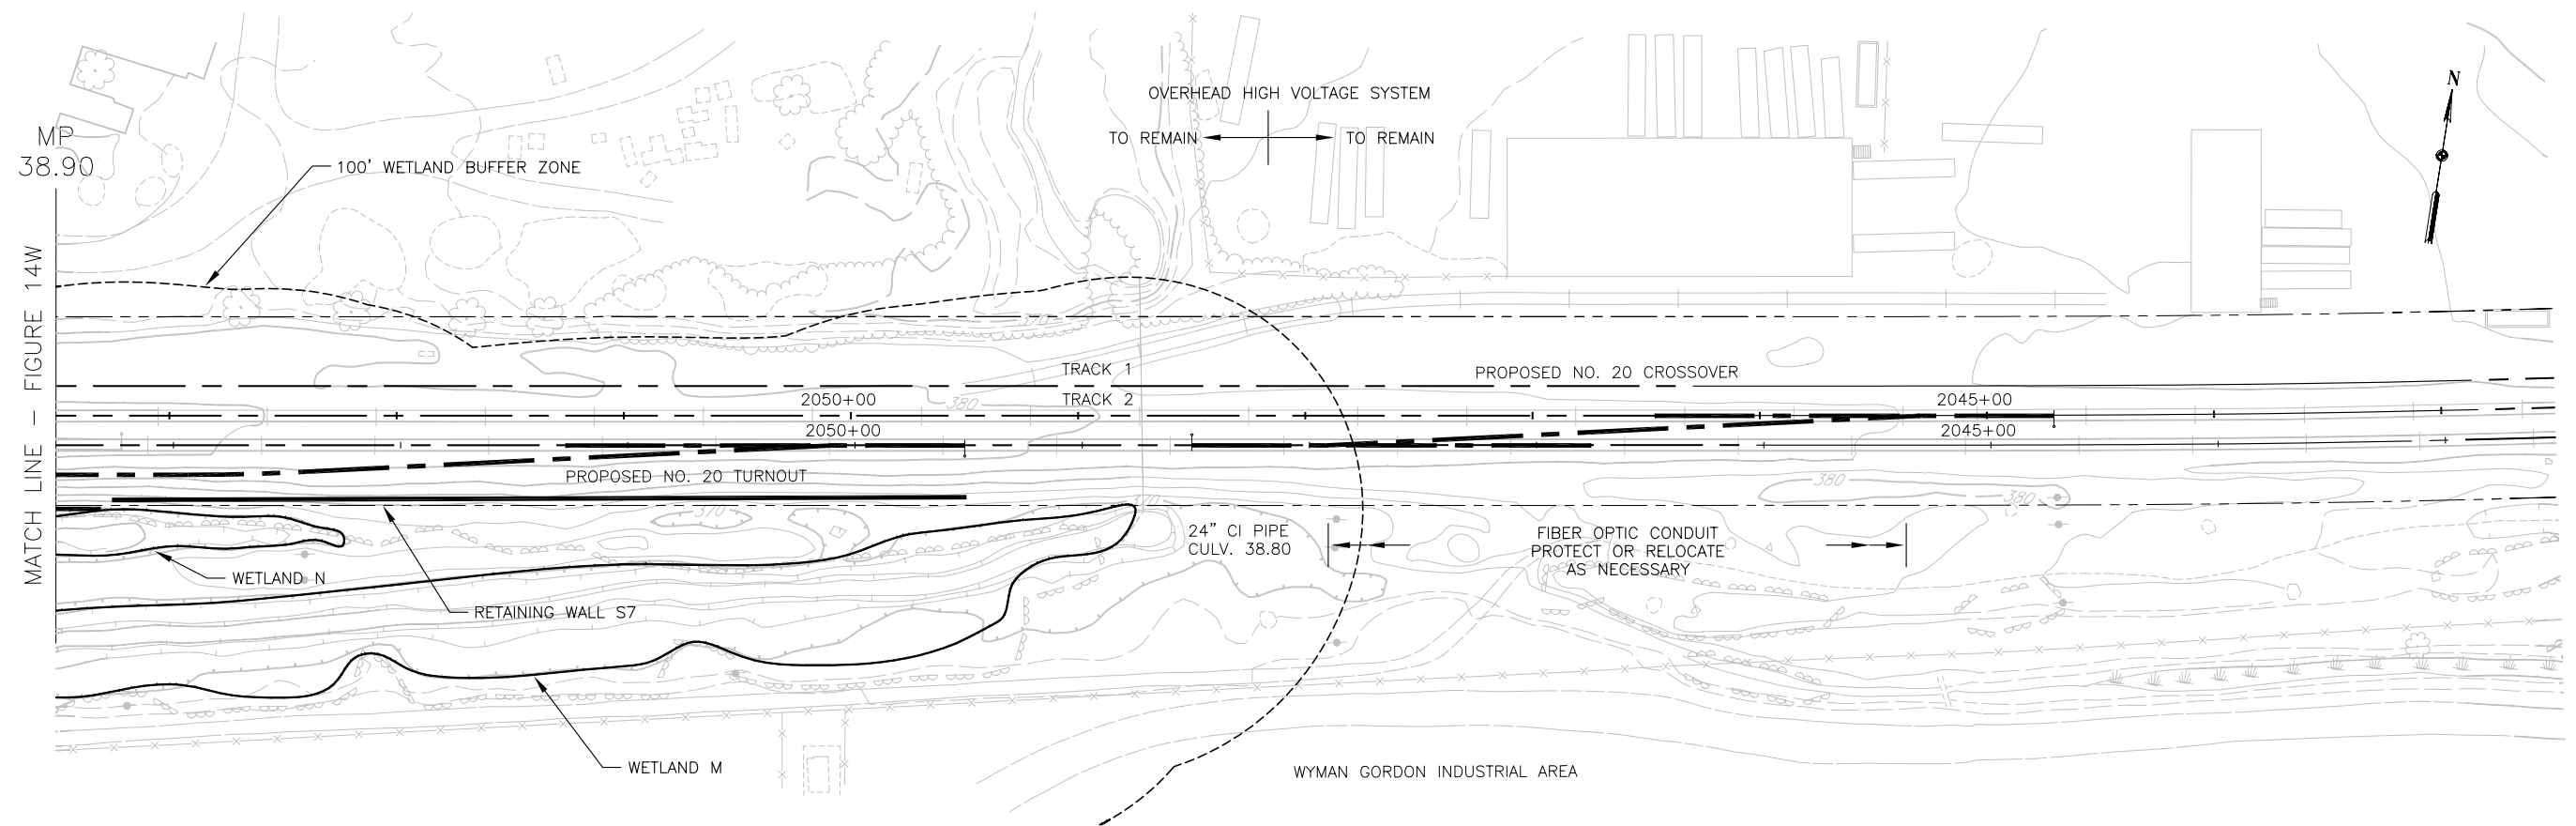 N
OVERHEAD HIGH VOLTAGE SYSTEM
TO REMAIN TO REMAIN
MP
38.90
100' WETLAND BUFFER ZONE
MATCH LINE – FIGURE 14W
370
TRACK 1
PROPOSED NO. 20 CROSSOVER
2050+00
TRACK 2
380
2045+00
2050+00
2045+00
PROPOSED NO. 20 TURNOUT
380
380
370
370
24" CI PIPE
CULV. 38.80
FIBER OPTIC CONDUIT
PROTECT OR RELOCATE
AS NECESSARY
WETLAND N
RETAINING WALL S7
WETLAND M
WYMAN GORDON INDUSTRIAL AREA